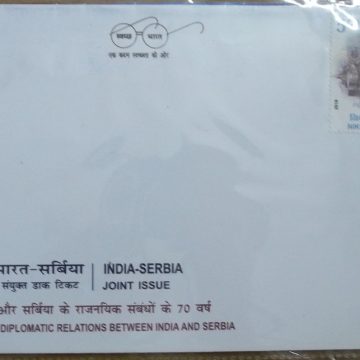 स्वच्छ भारत
एक कदम स्वच्छता की ओर
5
भारत-सर्बिया
संयुक्त डाक टिकट
INDIA-SERBIA
JOINT ISSUE
और सर्बिया के राजनयिक संबंधों के 70 वर्ष
DIPLOMATIC RELATIONS BETWEEN INDIA AND SERBIA